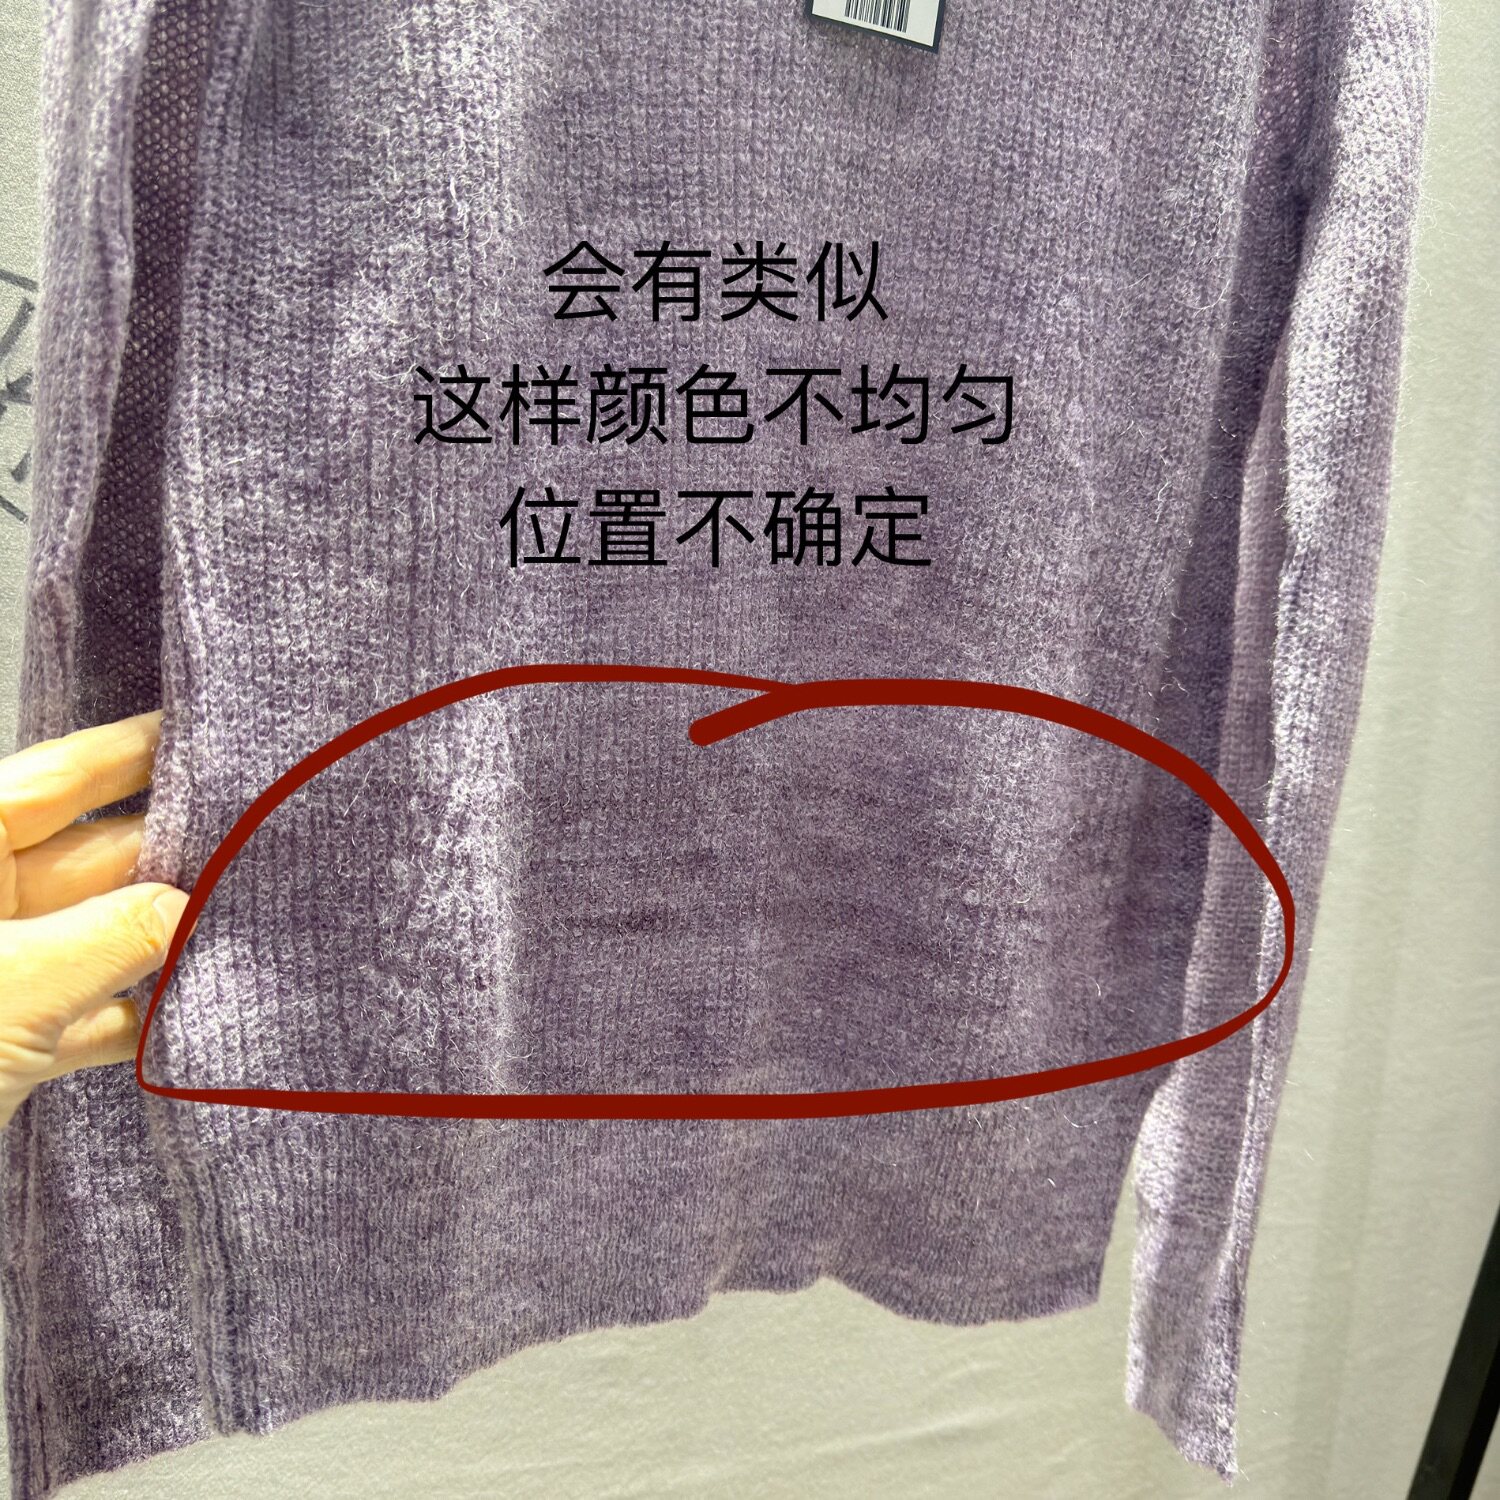 会有类似
这样颜色不均匀
位置不确定